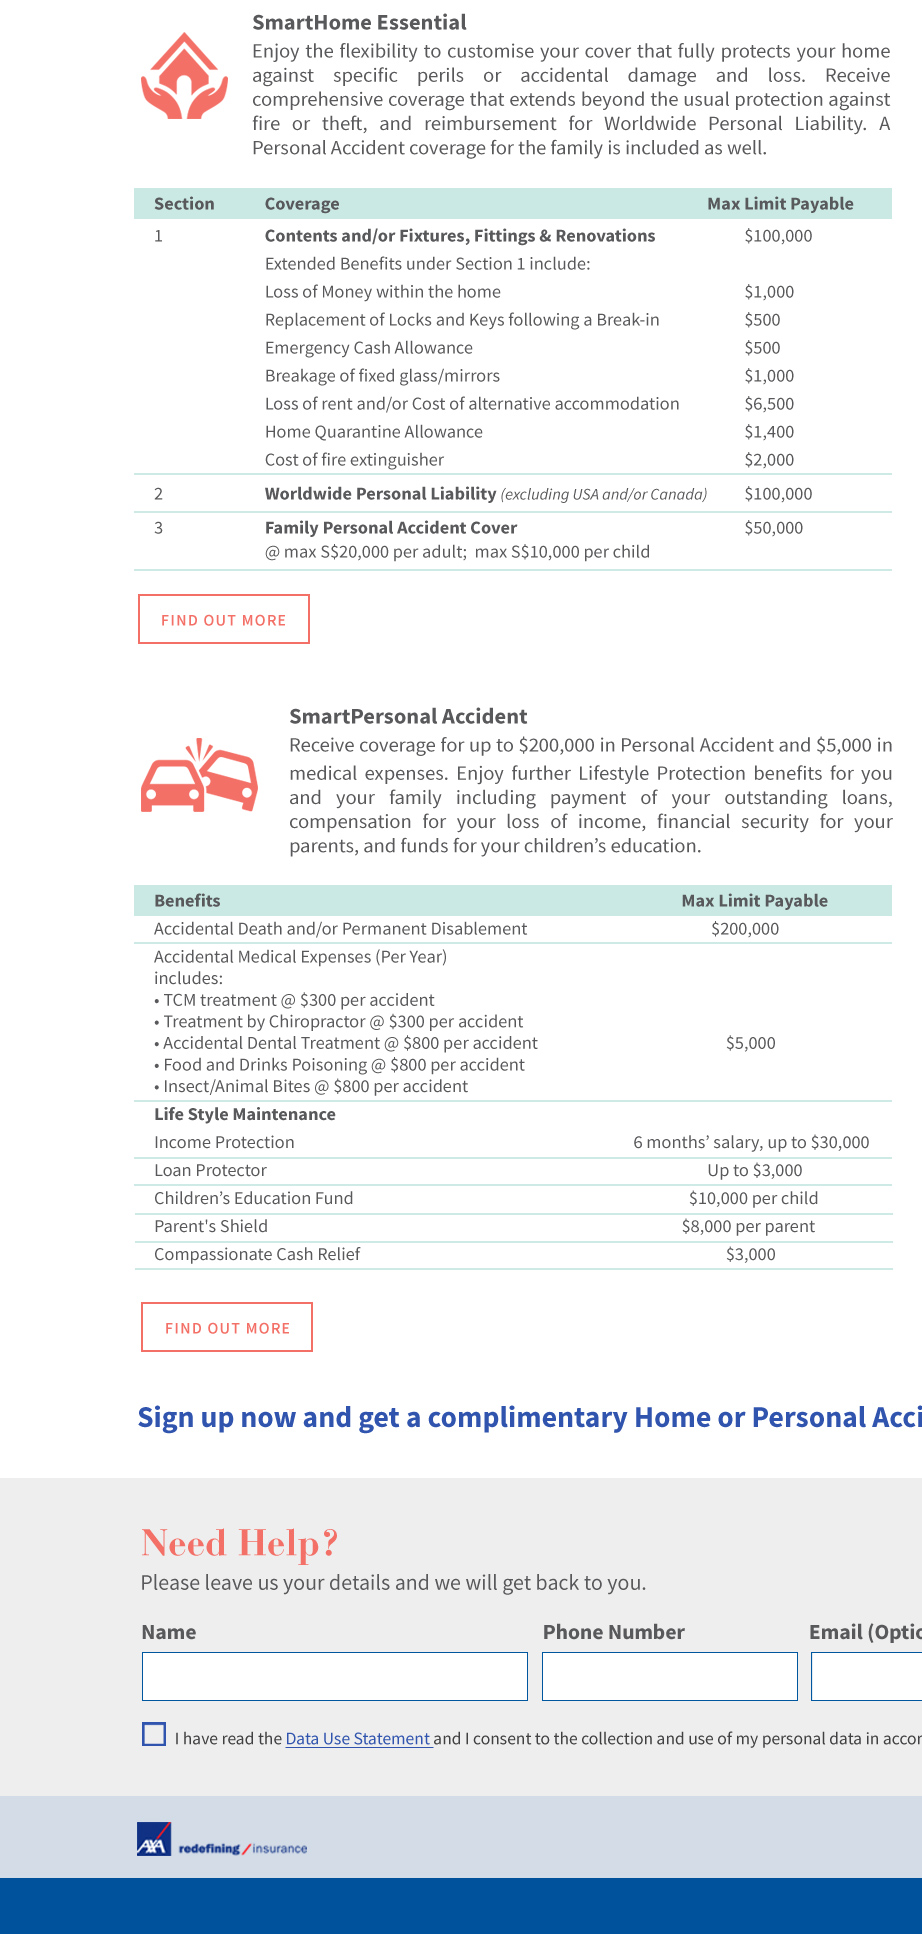 SmartHome Essential
Enjoy the flexibility to customise your cover that fully protects your home
against specific perils or accidental damage and loss. Receive
comprehensive coverage that extends beyond the usual protection against
fire or theft, and reimbursement for Worldwide Personal Liability. A
Personal Accident coverage for the family is included as well.
Section Coverage Max Limit Payable
1 Contents and/or Fixtures, Fittings & Renovations $100,000
Extended Benefits under Section 1 include:
Loss of Money within the home $1,000
Replacement of Locks and Keys following a Break-in $500
Emergency Cash Allowance $500
Breakage of fixed glass/mirrors $1,000
Loss of rent and/or Cost of alternative accommodation $6,500
Home Quarantine Allowance $1,400
Cost of fire extinguisher $2,000
2 Worldwide Personal Liability (excluding USA and/or Canada) $100,000
3 Family Personal Accident Cover $50,000
@ max S$20,000 per adult; max S$10,000 per child
FIND OUT MORE
SmartPersonal Accident
Receive coverage for up to $200,000 in Personal Accident and $5,000 in
medical expenses. Enjoy further Lifestyle Protection benefits for you
and your family including payment of your outstanding loans,
compensation for your loss of income, financial security for your
parents, and funds for your children’s education.
Benefits Max Limit Payable
Accidental Death and/or Permanent Disablement $200,000
Accidental Medical Expenses (Per Year)
includes:
• TCM treatment @ $300 per accident
• Treatment by Chiropractor @ $300 per accident
• Accidental Dental Treatment @ $800 per accident $5,000
• Food and Drinks Poisoning @ $800 per accident
• Insect/Animal Bites @ $800 per accident
Life Style Maintenance
Income Protection 6 months’ salary, up to $30,000
Loan Protector Up to $3,000
Children’s Education Fund $10,000 per child
Parent's Shield $8,000 per parent
Compassionate Cash Relief $3,000
FIND OUT MORE
Sign up now and get a complimentary Home or Personal Acci
Need Help?
Please leave us your details and we will get back to you.
Name Phone Number Email (Optio
I have read the Data Use Statement and I consent to the collection and use of my personal data in accor
AXA redefining / insurance